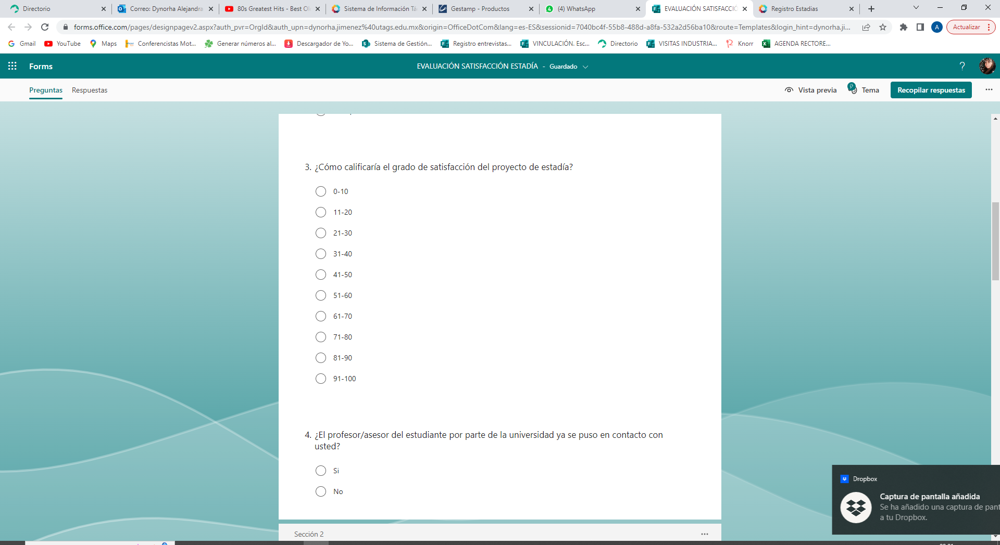 Directorio
Correo: Dynorha Alejandra
80s Greatest Hits - Best Ol
Sistema de Información Tá
Gestamp - Productos
(4) WhatsApp
EVALUACIÓN SATISFACCIÓ
Registro Estadias
forms.office.com/pages/designpagev2.aspx?auth_pvr=OrgId&auth_upn=dynorha.jimenez%40utags.edu.mx&origin=OfficeDotCom&lang=es-ES&sessionid=7040bc4f-55b8-488d-a8fa-532a2d56ba10&route=Templates&login_hint=dynorha.ji...
A
Actualizar
Gmail
YouTube
Maps
Conferencistas Mot...
Generar números al...
Descargador de Yo...
Sistema de Gestión...
Registro entrevistas...
VINCULACIÓN. Esc...
Directorio
VISITAS INDUSTRIA...
Knorr
AGENDA RECTORE...
Forms
EVALUACIÓN SATISFACCIÓN ESTADÍA - Guardado
?
Preguntas
Respuestas
Vista previa
Tema
Recopilar respuestas
3. ¿Cómo calificaría el grado de satisfacción del proyecto de estadía?
0-10
11-20
21-30
31-40
41-50
51-60
61-70
71-80
81-90
91-100
4. ¿El profesor/asesor del estudiante por parte de la universidad ya se puso en contacto con
usted?
Si
No
Sección 2
Dropbox
Captura de pantalla añadida
Se ha añadido una captura de pant
a tu Dropbox.